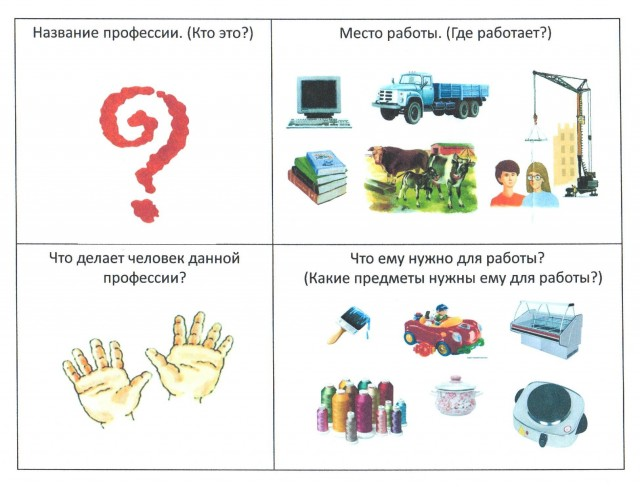 Название профессии. (Кто это?)
Место работы. (Где работает?)
Что делает человек данной
профессии?
Что ему нужно для работы?
(Какие предметы нужны ему для работы?)